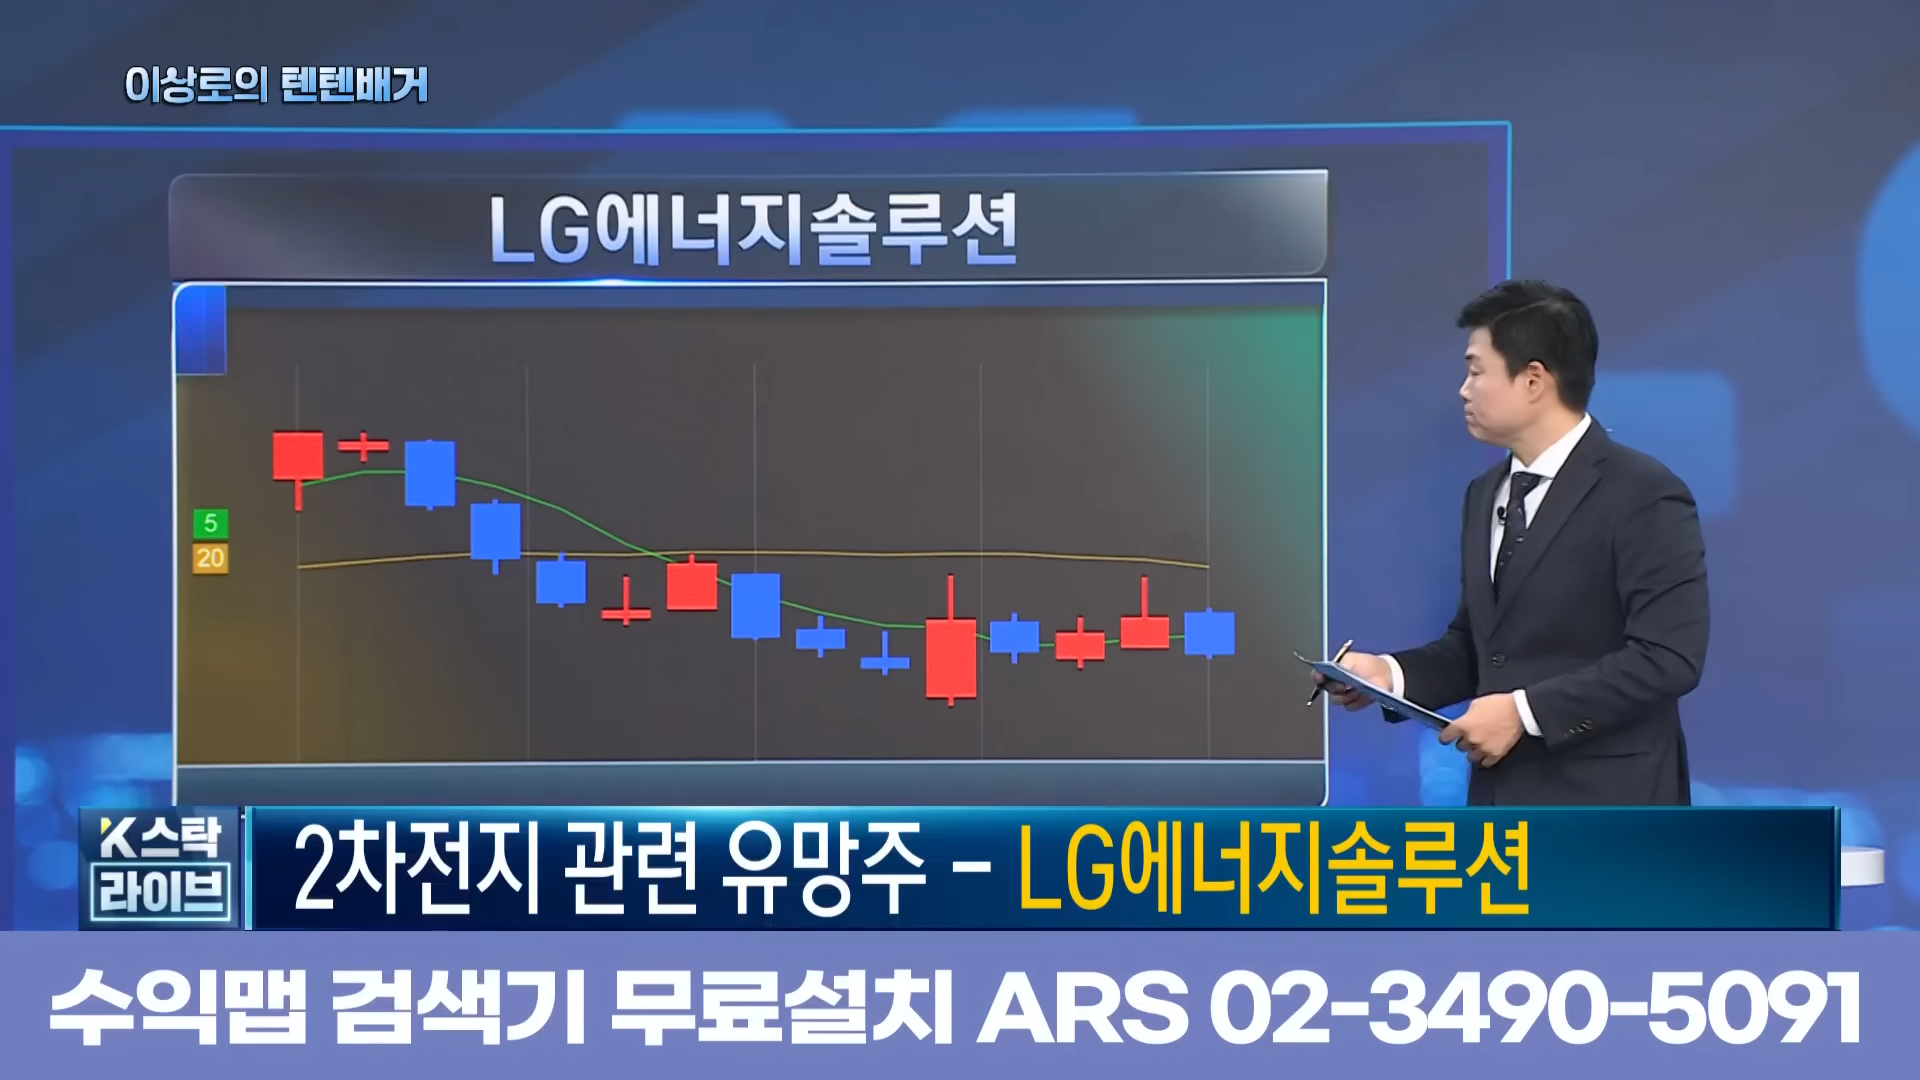 이상로의 텐텐배거
LG에너지솔루션
5
20
K스탁
라이브
2차전지 관련 유망주 - LG에너지솔루션
수익맵 검색기 무료설치 ARS 02-3490-5091